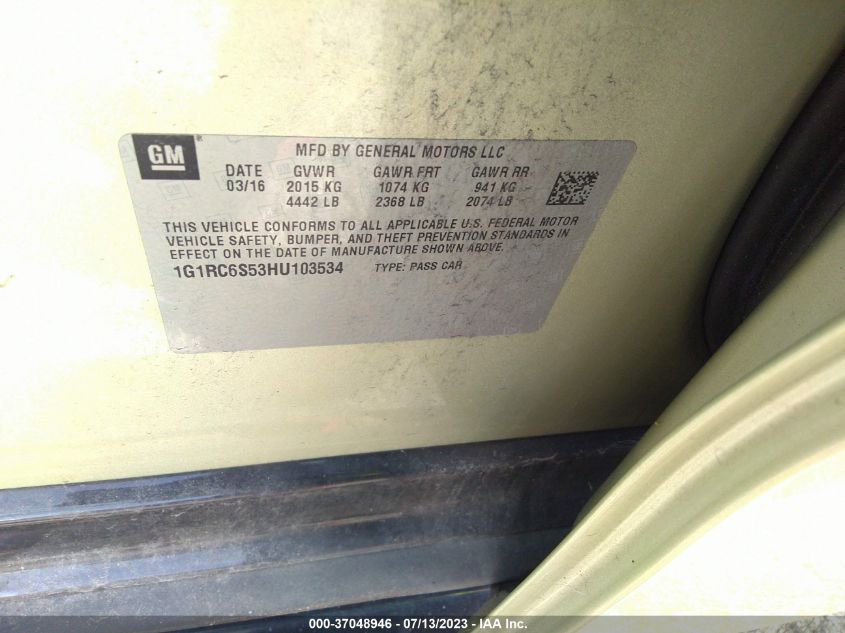 GM
MFD BY GENERAL MOTORS LLC
DATE GVWR GAWR FRT GAWR RR
03/16 2015 KG 1074 KG 941 KG
4442 LB 2368 LB 2074 LB
THIS VEHICLE CONFORMS TO ALL APPLICABLE U.S. FEDERAL MOTOR
VEHICLE SAFETY, BUMPER, AND THEFT PREVENTION STANDARDS IN
EFFECT ON THE DATE OF MANUFACTURE SHOWN ABOVE.
1G1RC6S53HU103534 TYPE: PASS CAR
000-37048946 - 07/13/2023 - © IAA Inc.